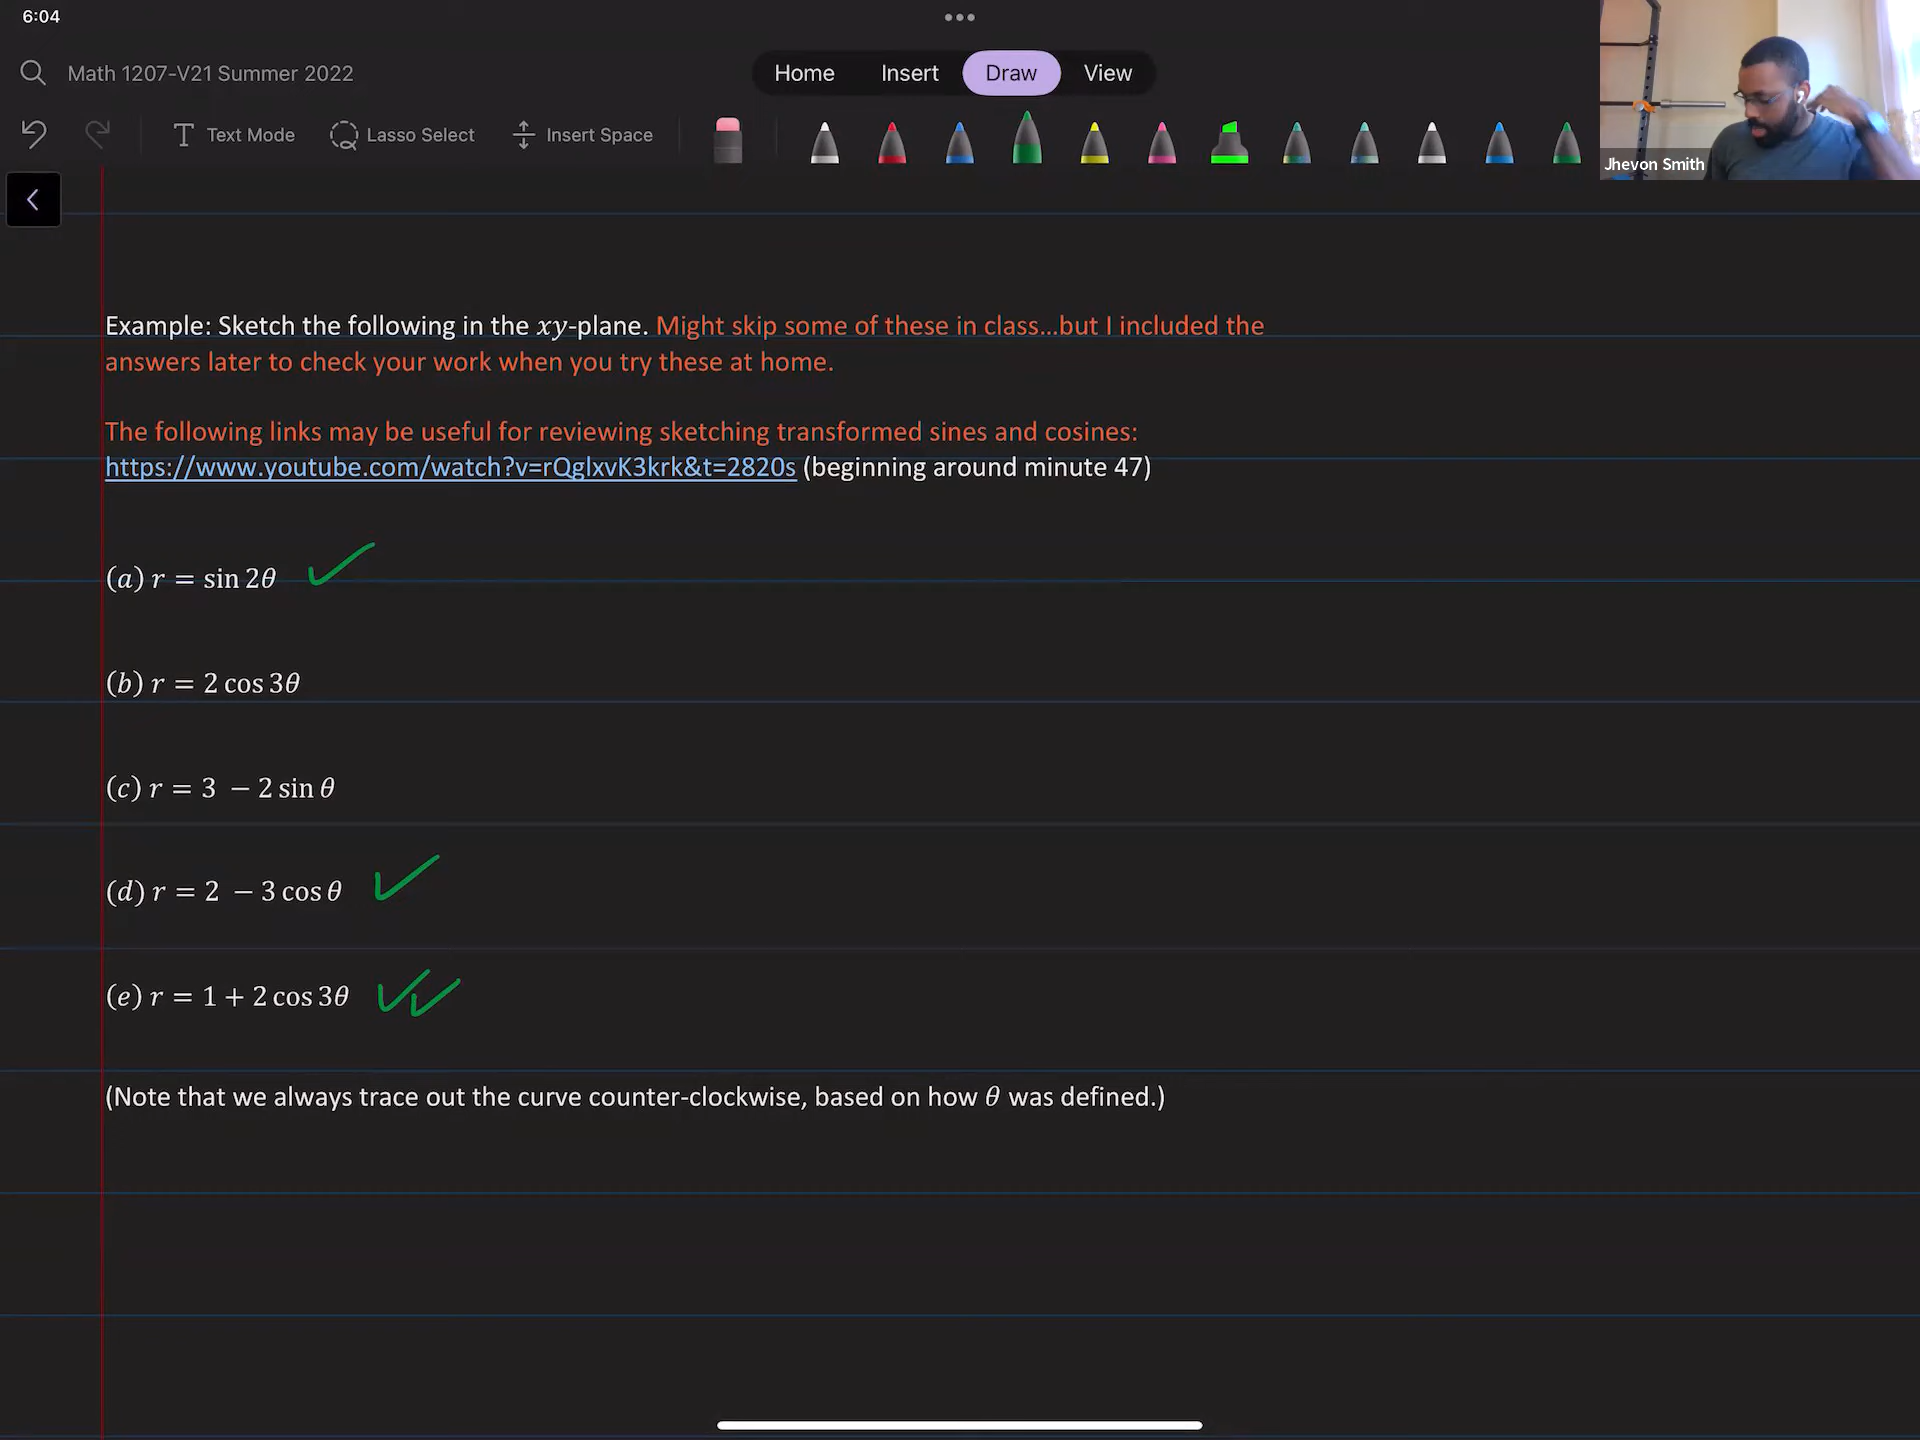 6:04
Math 1207-V21 Summer 2022
Home Insert Draw View
Text Mode Lasso Select Insert Space
Jhevon Smith
Example: Sketch the following in the xy-plane. Might skip some of these in class...but I included the
answers later to check your work when you try these at home.
The following links may be useful for reviewing sketching transformed sines and cosines:
https://www.youtube.com/watch?v=rQglxvK3krk&t=2820s (beginning around minute 47)
(a) r = sin 2θ
(b) r = 2 cos 3θ
(c) r = 3 − 2 sin θ
(d) r = 2 − 3 cos θ
(e) r = 1 + 2 cos 3θ
(Note that we always trace out the curve counter-clockwise, based on how θ was defined.)